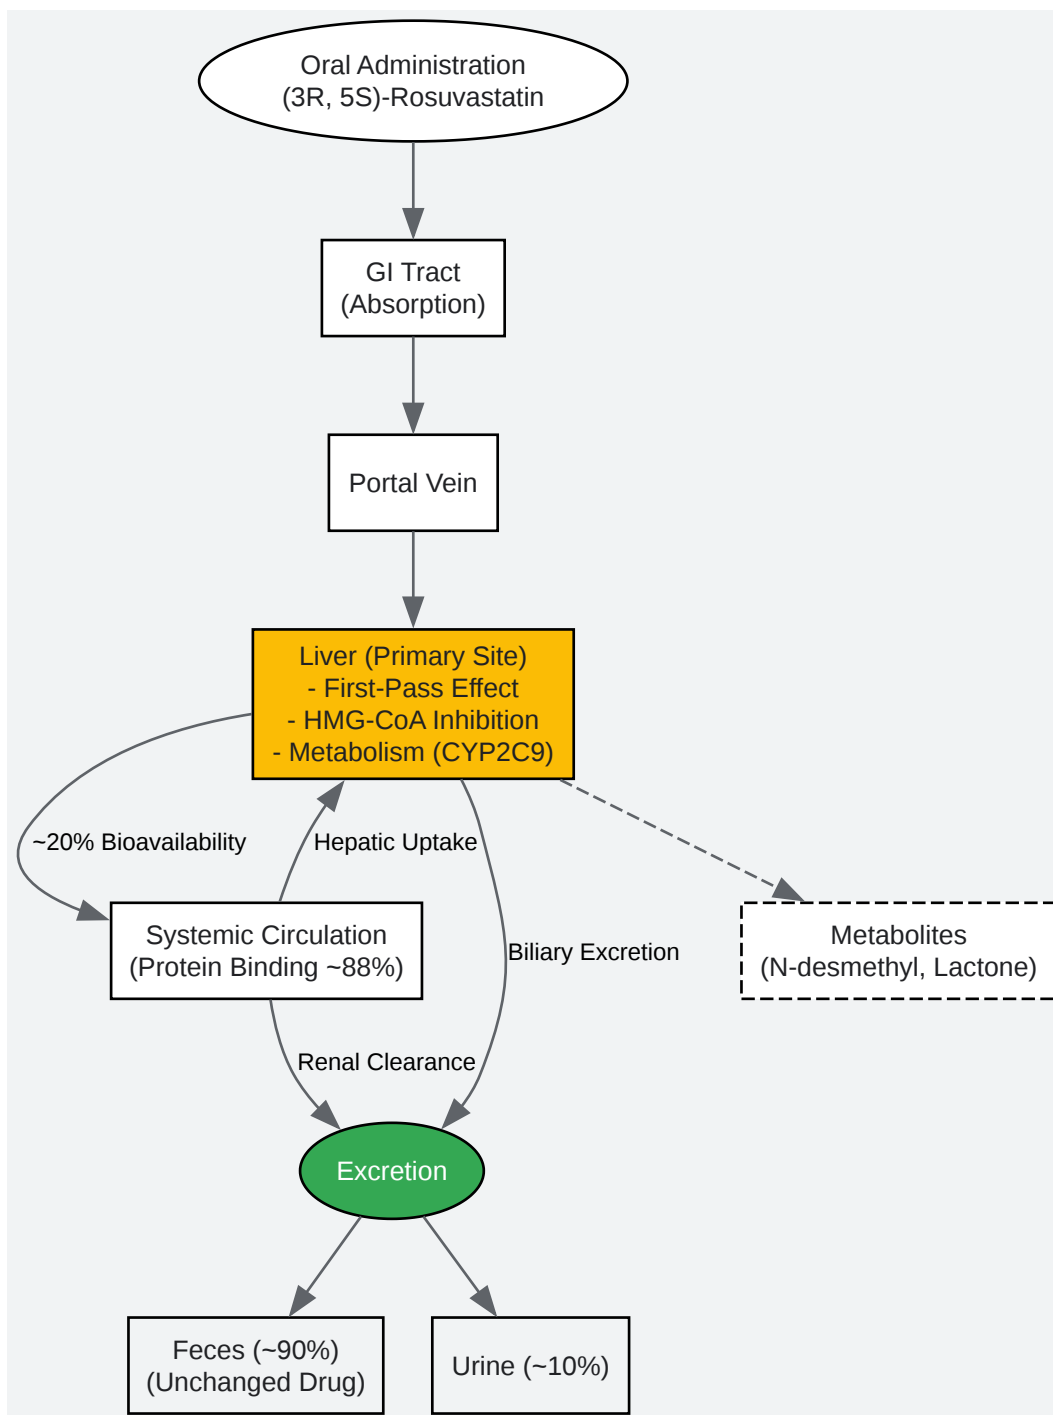 Oral Administration
(3R, 5S)-Rosuvastatin
GI Tract
(Absorption)
Portal Vein
Liver (Primary Site)
- First-Pass Effect
- HMG-CoA Inhibition
- Metabolism (CYP2C9)
~20% Bioavailability
Hepatic Uptake
Systemic Circulation
(Protein Binding ~88%)
Biliary Excretion
Metabolites
(N-desmethyl, Lactone)
Renal Clearance
Excretion
Feces (~90%)
(Unchanged Drug)
Urine (~10%)